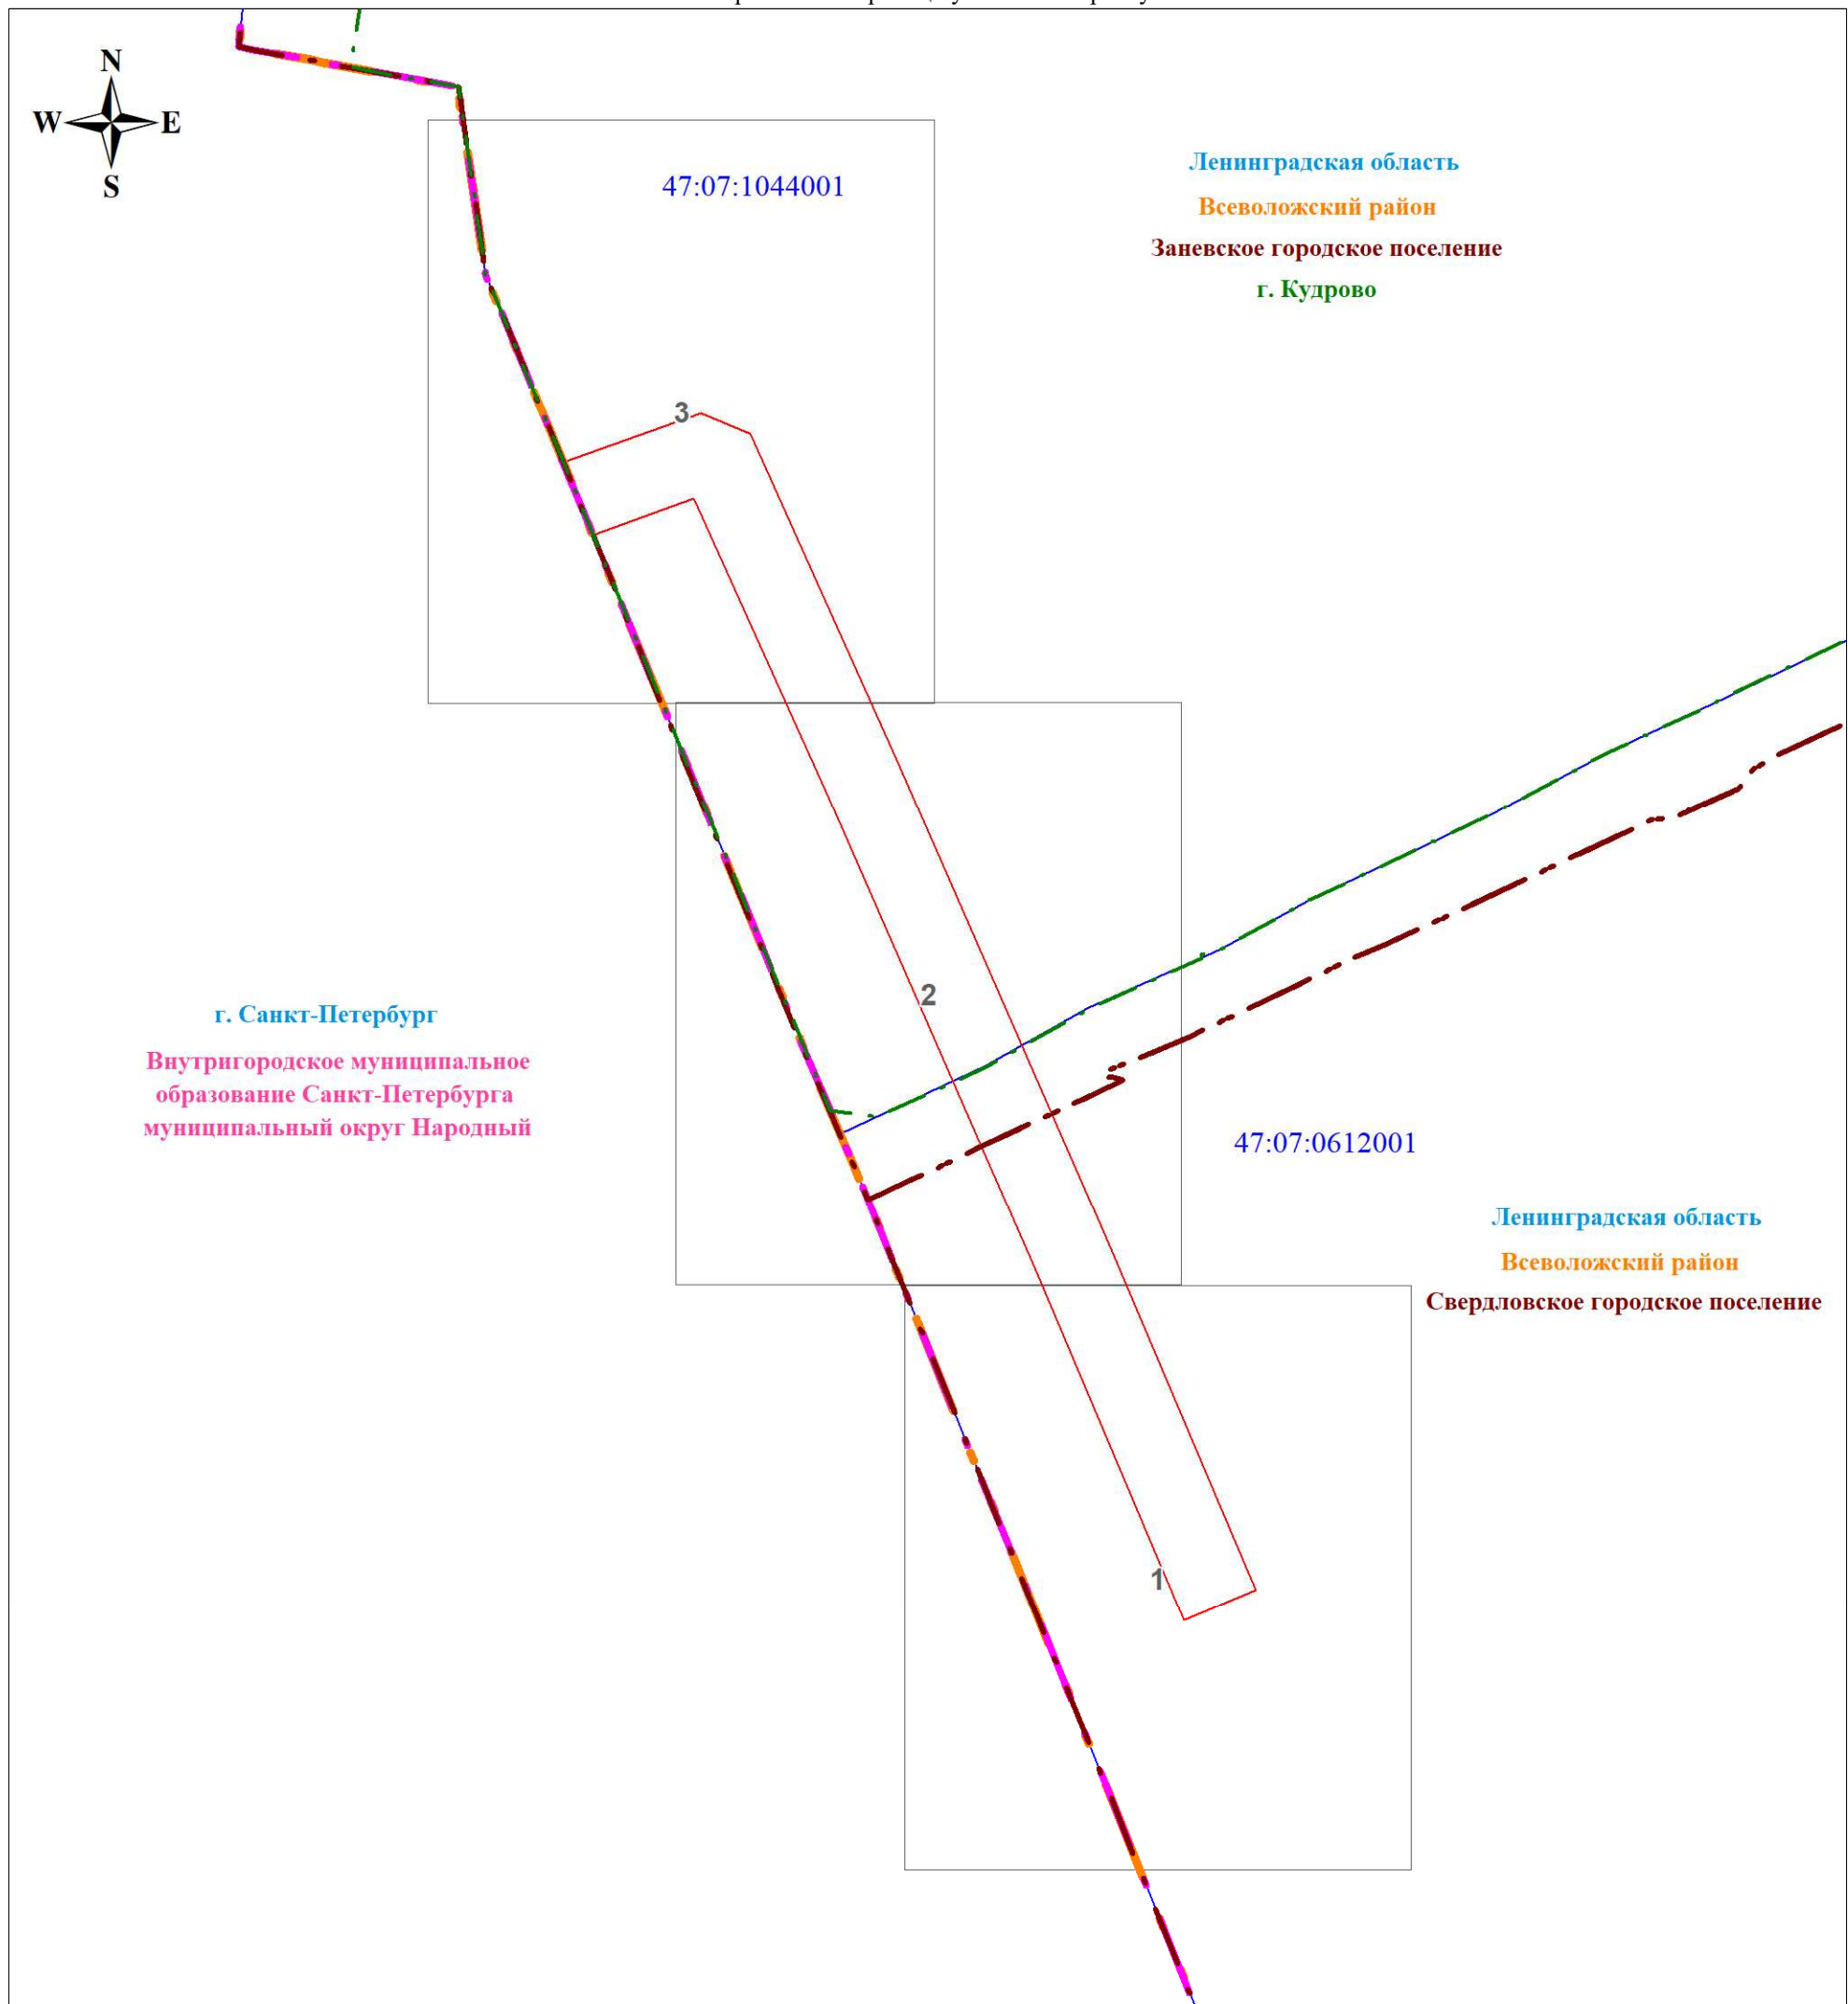 N
W E
S
47:07:1044001
Ленинградская область
Всеволожский район
Заневское городское поселение
г. Кудрово
3
2
г. Санкт-Петербург
Внутригородское муниципальное
образование Санкт-Петербурга
муниципальный округ Народный
47:07:0612001
Ленинградская область
Всеволожский район
Свердловское городское поселение
1